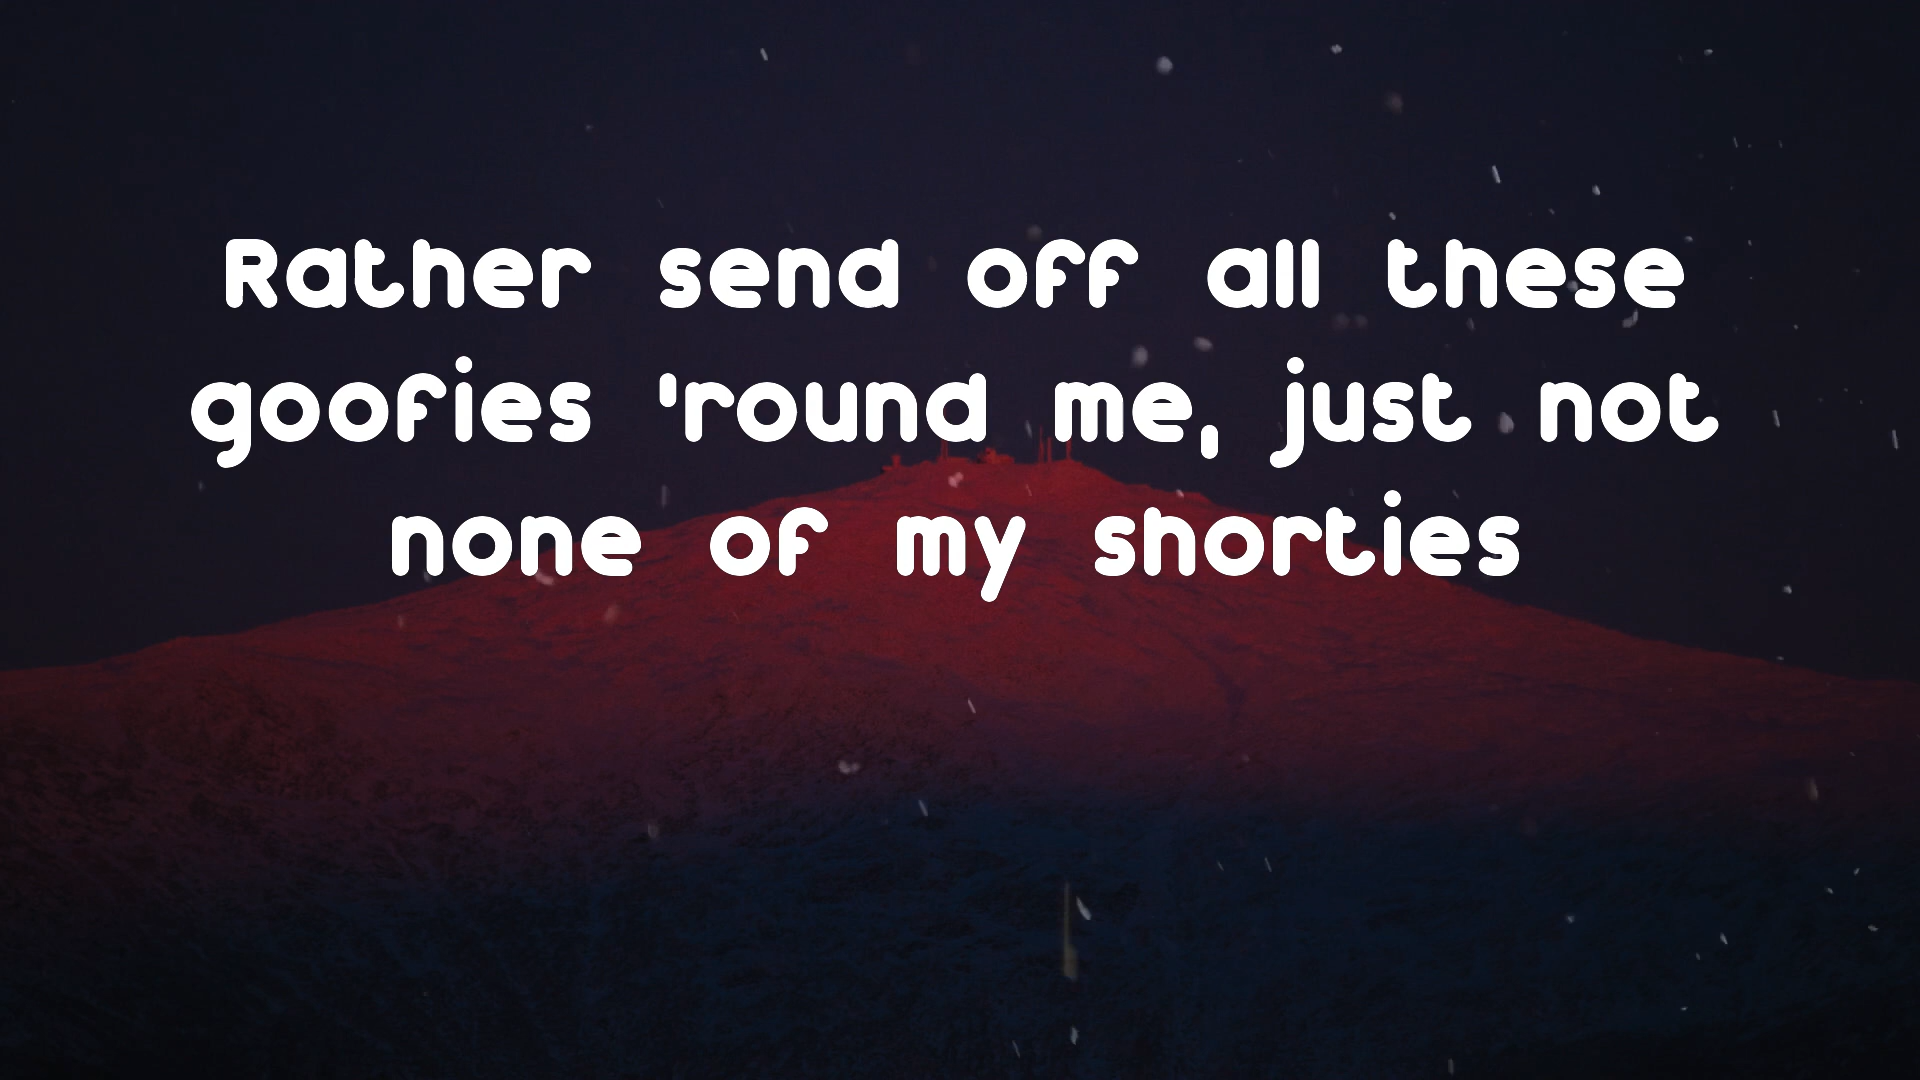 Rather send off all these
goofies 'round me, just not
none of my shorties